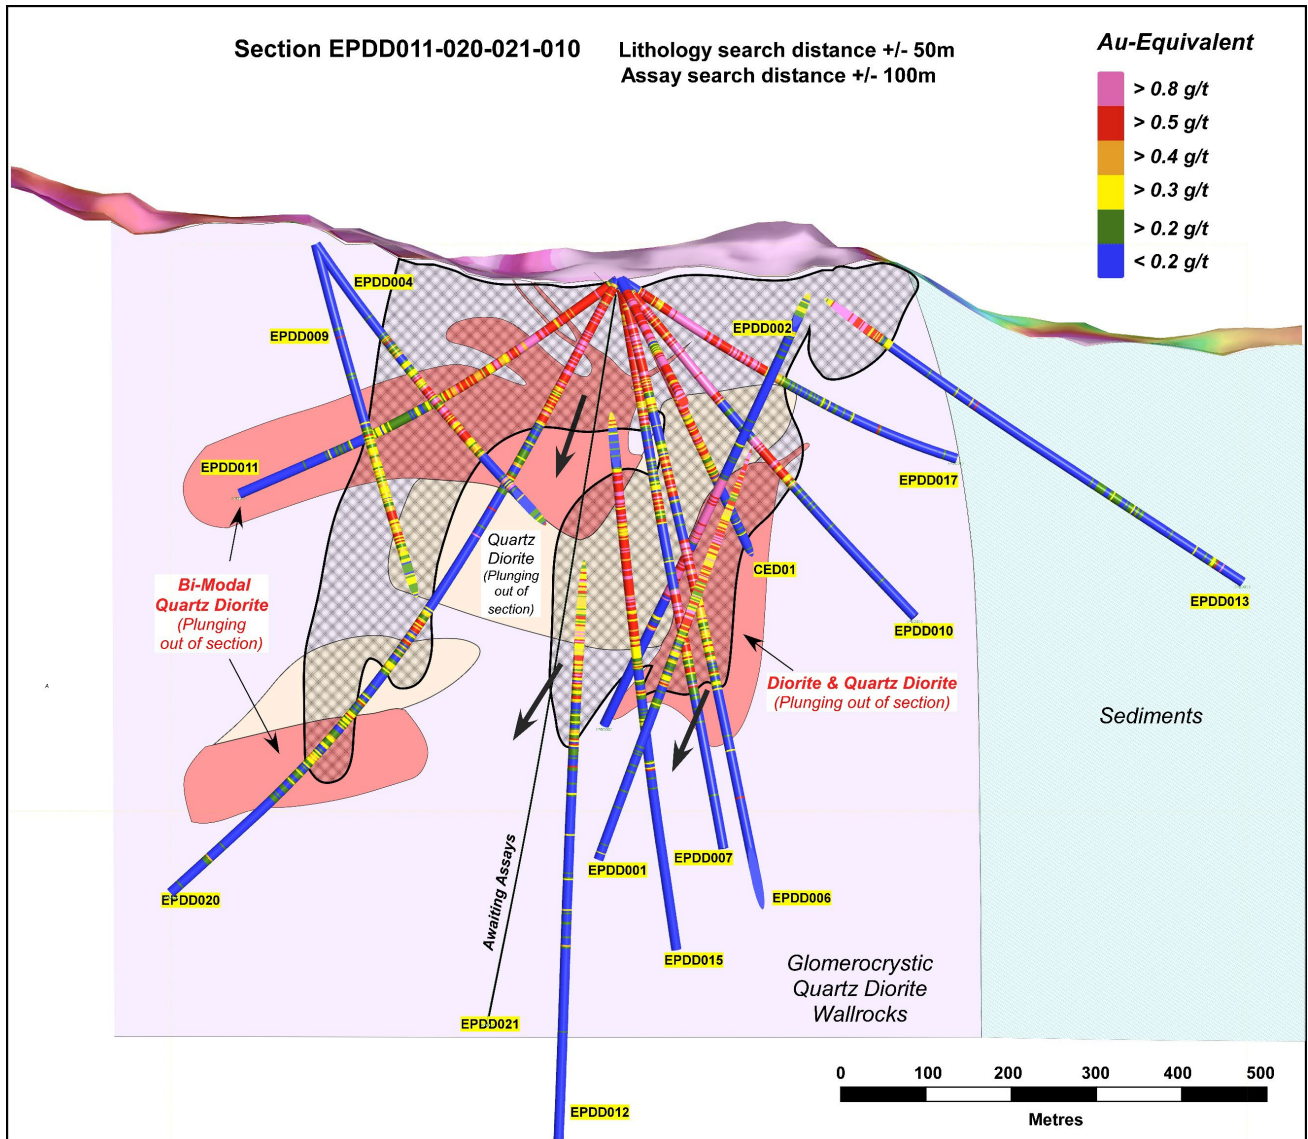 Section EPDD011-020-021-010
Lithology search distance +/- 50m
Assay search distance +/- 100m
Au-Equivalent
> 0.8 g/t
> 0.5 g/t
> 0.4 g/t
> 0.3 g/t
> 0.2 g/t
< 0.2 g/t
EPDD004
EPDD009
EPDD002
EPDD011
EPDD017
Quartz
Diorite
(Plunging
out of
section)
CED01
Bi-Modal
Quartz Diorite
(Plunging
out of section)
EPDD013
EPDD010
Diorite & Quartz Diorite
(Plunging out of section)
Sediments
Awaiting Assays
EPDD007
EPDD001
EPDD020
EPDD006
EPDD015
Glomerocrystic
Quartz Diorite
Wallrocks
EPDD021
EPDD012
0 100 200 300 400 500
Metres
A